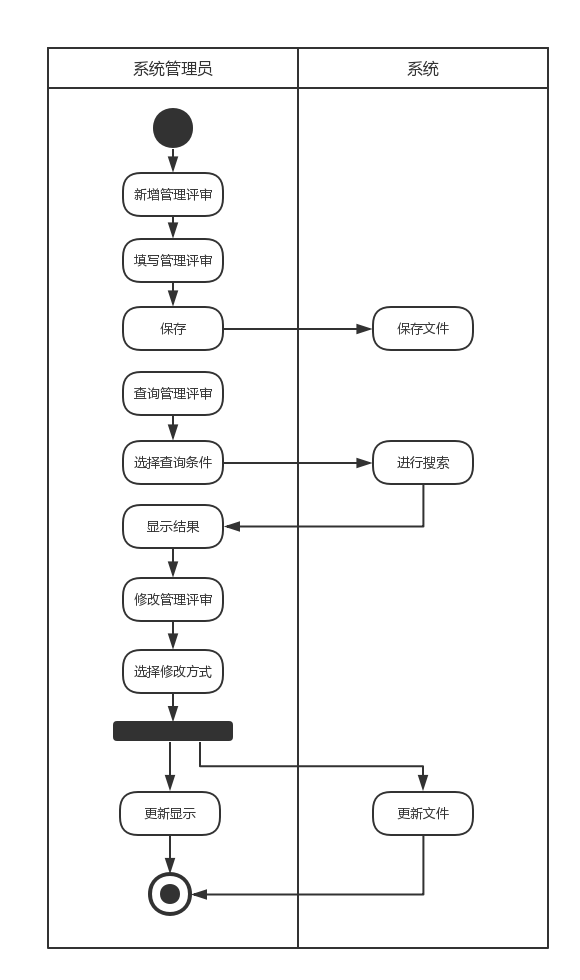 系统管理员
系统
新增管理评审
填写管理评审
保存
保存文件
查询管理评审
选择查询条件
进行搜索
显示结果
修改管理评审
选择修改方式
更新显示
更新文件